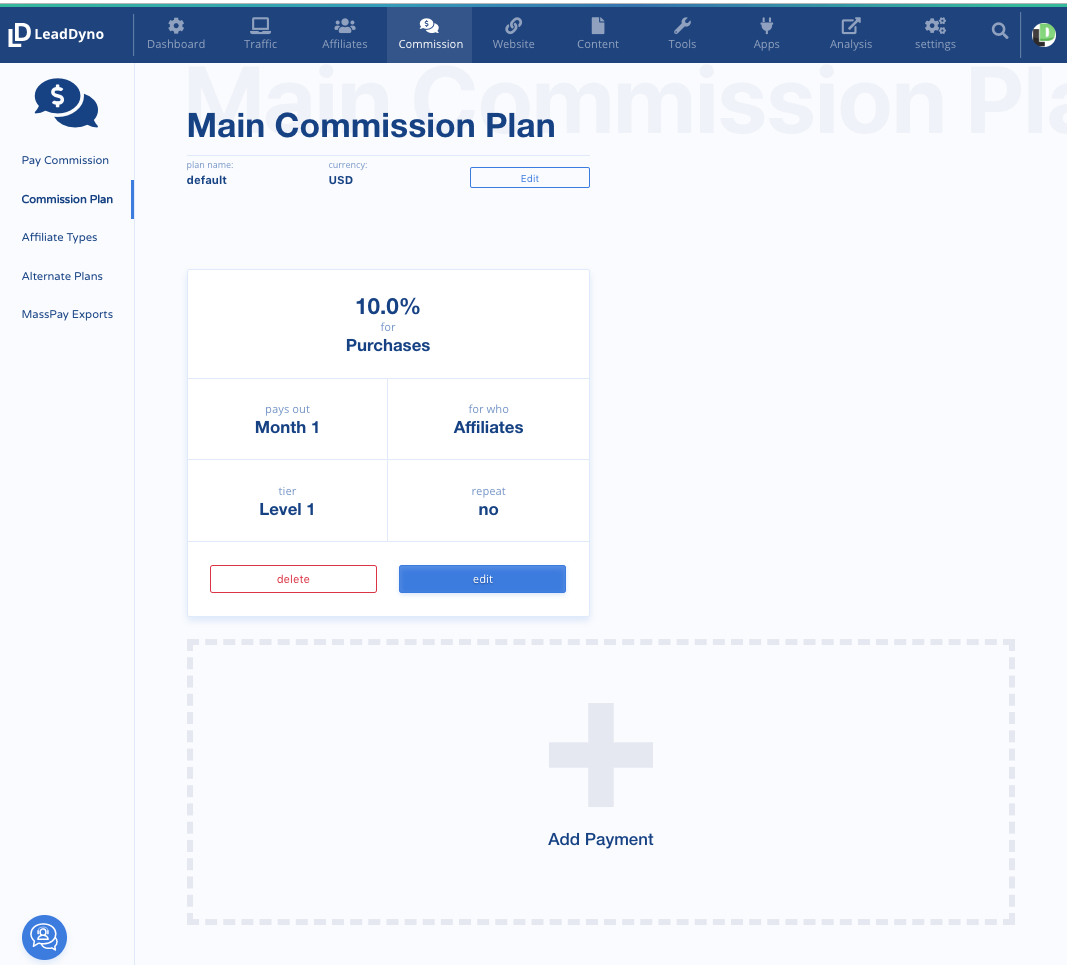 LeadDyno
Dashboard
Traffic
Affiliates
Commission
Website
Content
Tools
Apps
Analysis
settings
Main Commission Pla
Main Commission Plan
plan name:
default
currency:
USD
Edit
Pay Commission
Commission Plan
Affiliate Types
Alternate Plans
MassPay Exports
10.0%
for
Purchases
pays out
Month 1
for who
Affiliates
tier
Level 1
repeat
no
delete
edit
Add Payment